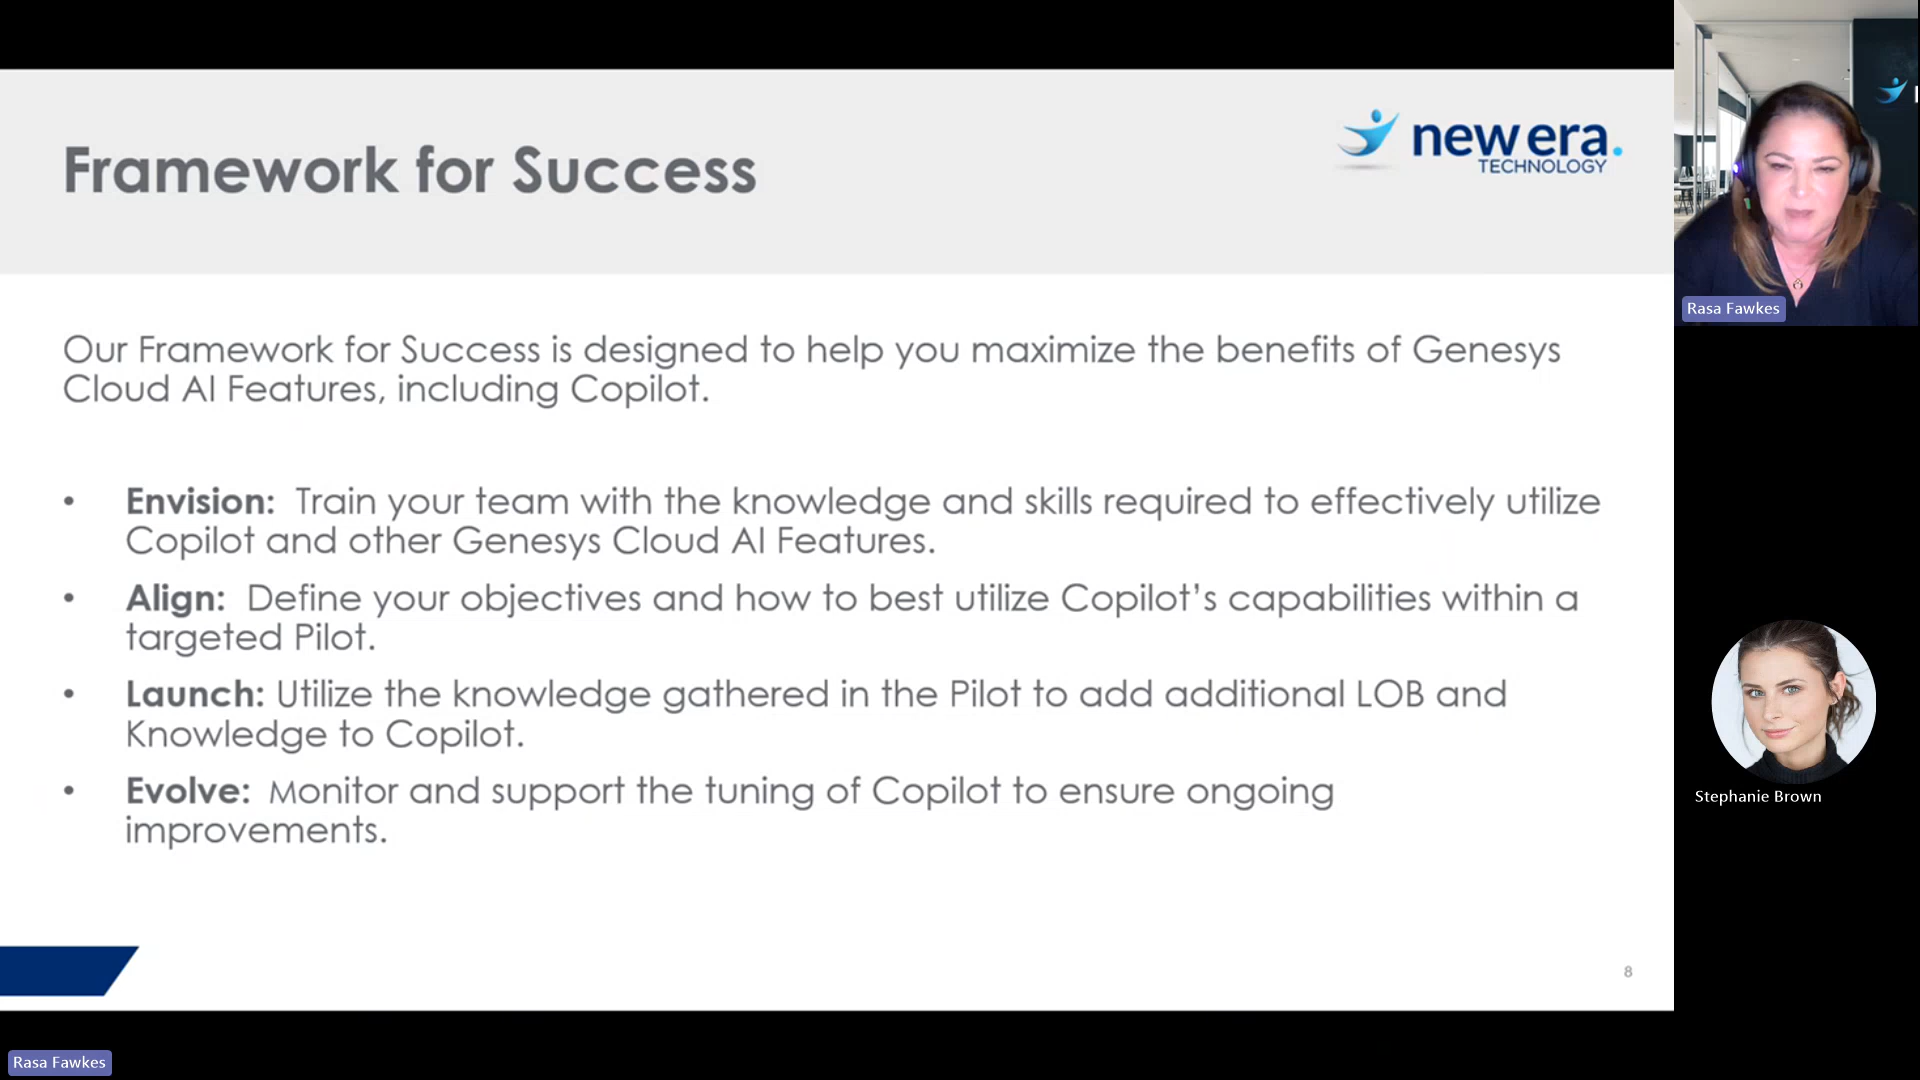 Framework for Success
new era.
TECHNOLOGY
Our Framework for Success is designed to help you maximize the benefits of Genesys
Cloud AI Features, including Copilot.
• Envision: Train your team with the knowledge and skills required to effectively utilize
Copilot and other Genesys Cloud AI Features.
• Align: Define your objectives and how to best utilize Copilot’s capabilities within a
targeted Pilot.
• Launch: Utilize the knowledge gathered in the Pilot to add additional LOB and
Knowledge to Copilot.
• Evolve: Monitor and support the tuning of Copilot to ensure ongoing
improvements.
8
Rasa Fawkes
Stephanie Brown
Rasa Fawkes